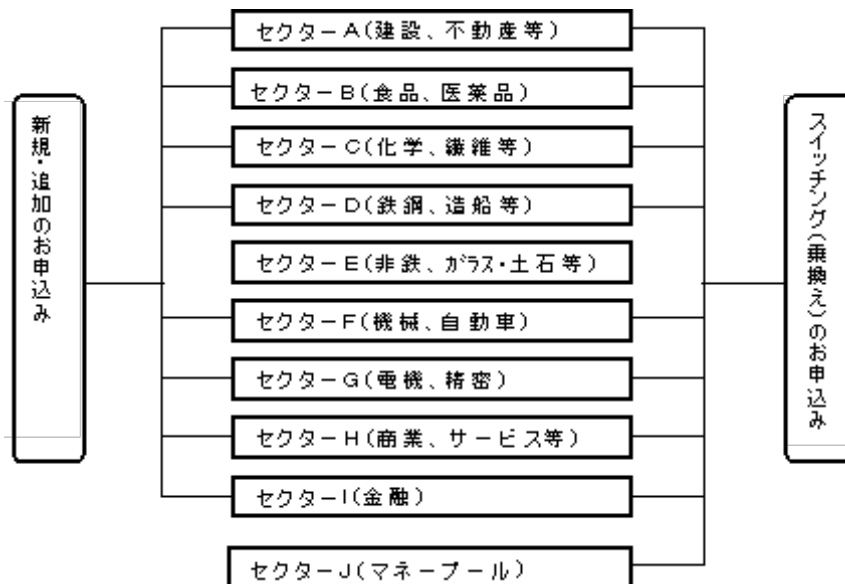 新規・追加のお申込み
セクターA(建設、不動産等)
セクターB(食品、医薬品)
セクターC(化学、繊維等)
セクターD(鉄鋼、造船等)
セクターE(非鉄、ガラス・土石等)
セクターF(機械、自動車)
セクターG(電機、精密)
セクターH(商業、サービス等)
セクターI(金融)
セクターJ(マネープール)
スイッチング(乗換え)のお申込み